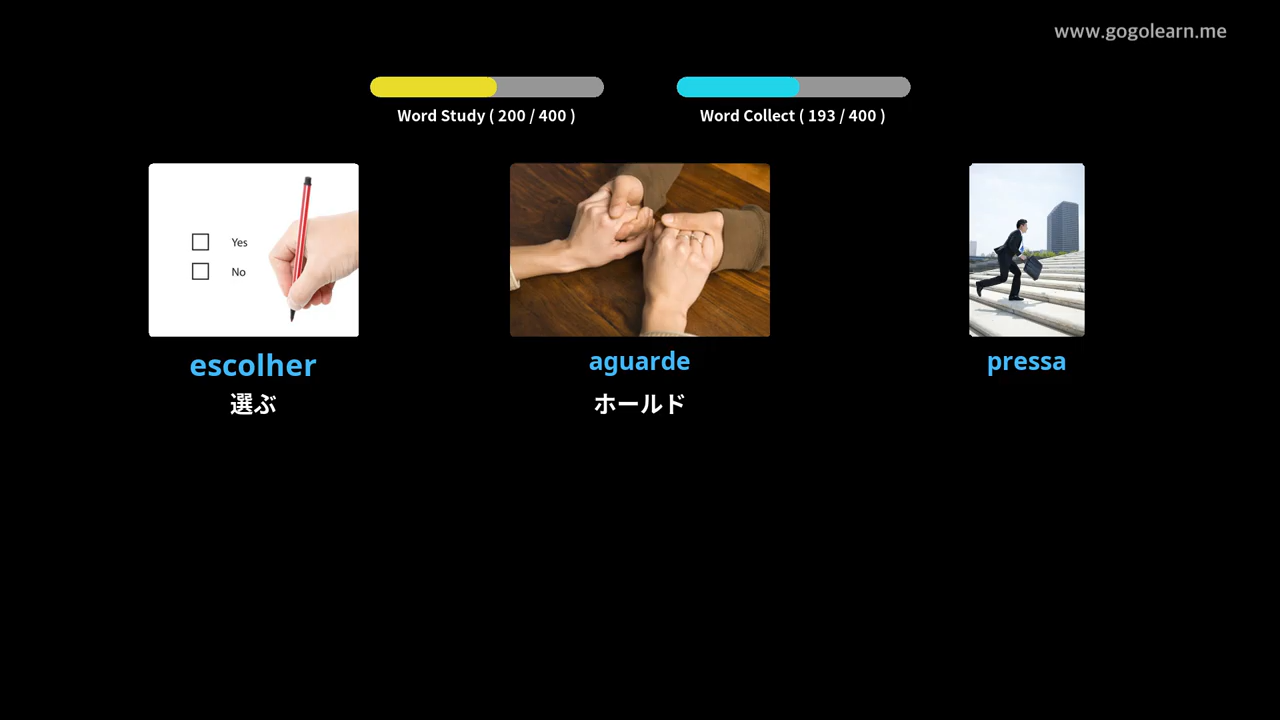 www.gogolearn.me
Word Study ( 200 / 400 )
Word Collect ( 193 / 400 )
Yes
No
escolher
aguarde
pressa
選ぶ
ホールド